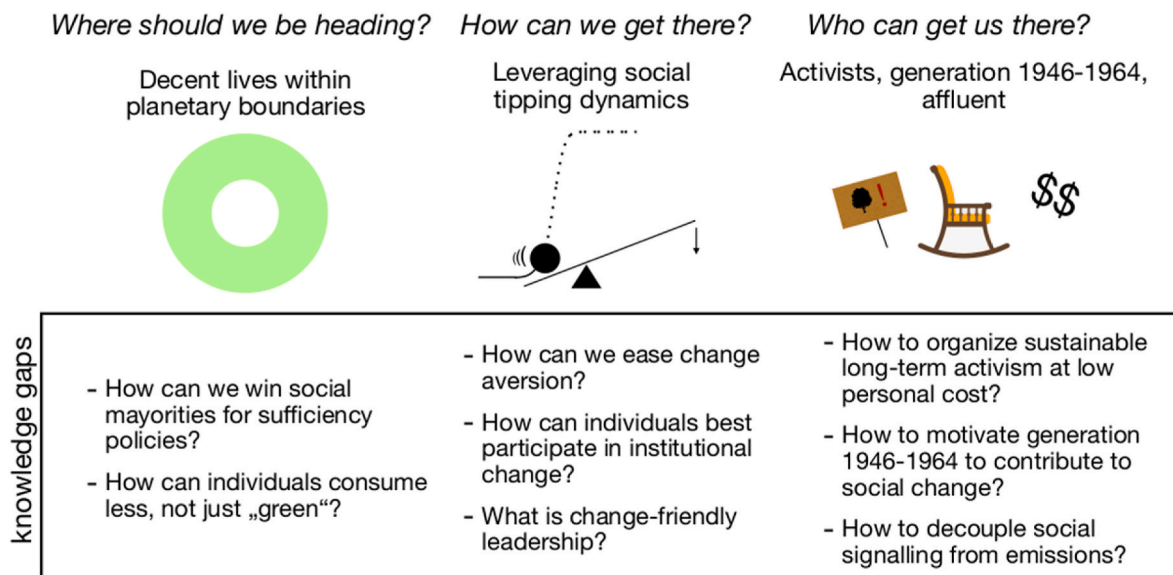 Where should we be heading?
Decent lives within
planetary boundaries
How can we get there?
Leveraging social
tipping dynamics
Who can get us there?
Activists, generation 1946-1964,
affluent
!
$$
knowledge gaps
- How can we win social
mayorities for sufficiency
policies?
- How can individuals consume
less, not just „green“?
- How can we ease change
aversion?
- How can individuals best
participate in institutional
change?
- What is change-friendly
leadership?
- How to organize sustainable
long-term activism at low
personal cost?
- How to motivate generation
1946-1964 to contribute to
social change?
- How to decouple social
signalling from emissions?